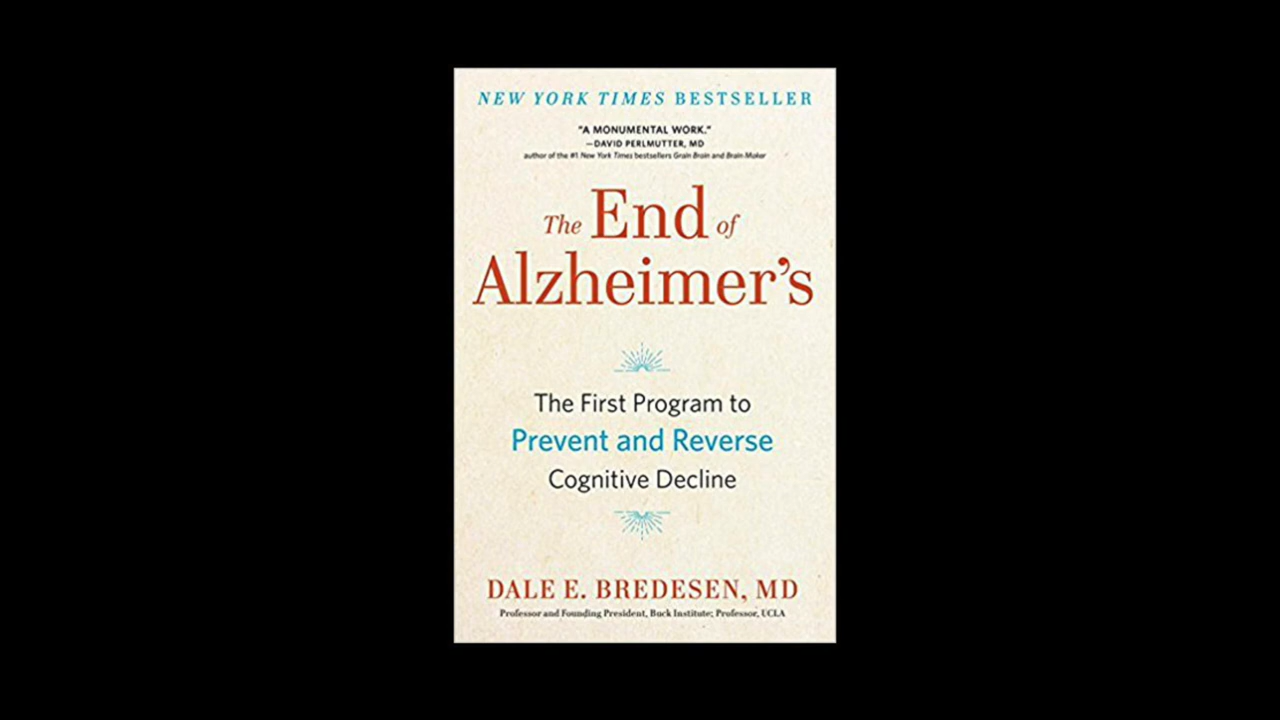 NEW YORK TIMES BESTSELLER
"A MONUMENTAL WORK."
—DAVID PERLMUTTER, MD
author of the #1 New York Times bestsellers Grain Brain and Brain Maker
The End of
Alzheimer's
The First Program to
Prevent and Reverse
Cognitive Decline
DALE E. BREDESEN, MD
Professor and Founding President, Buck Institute; Professor, UCLA